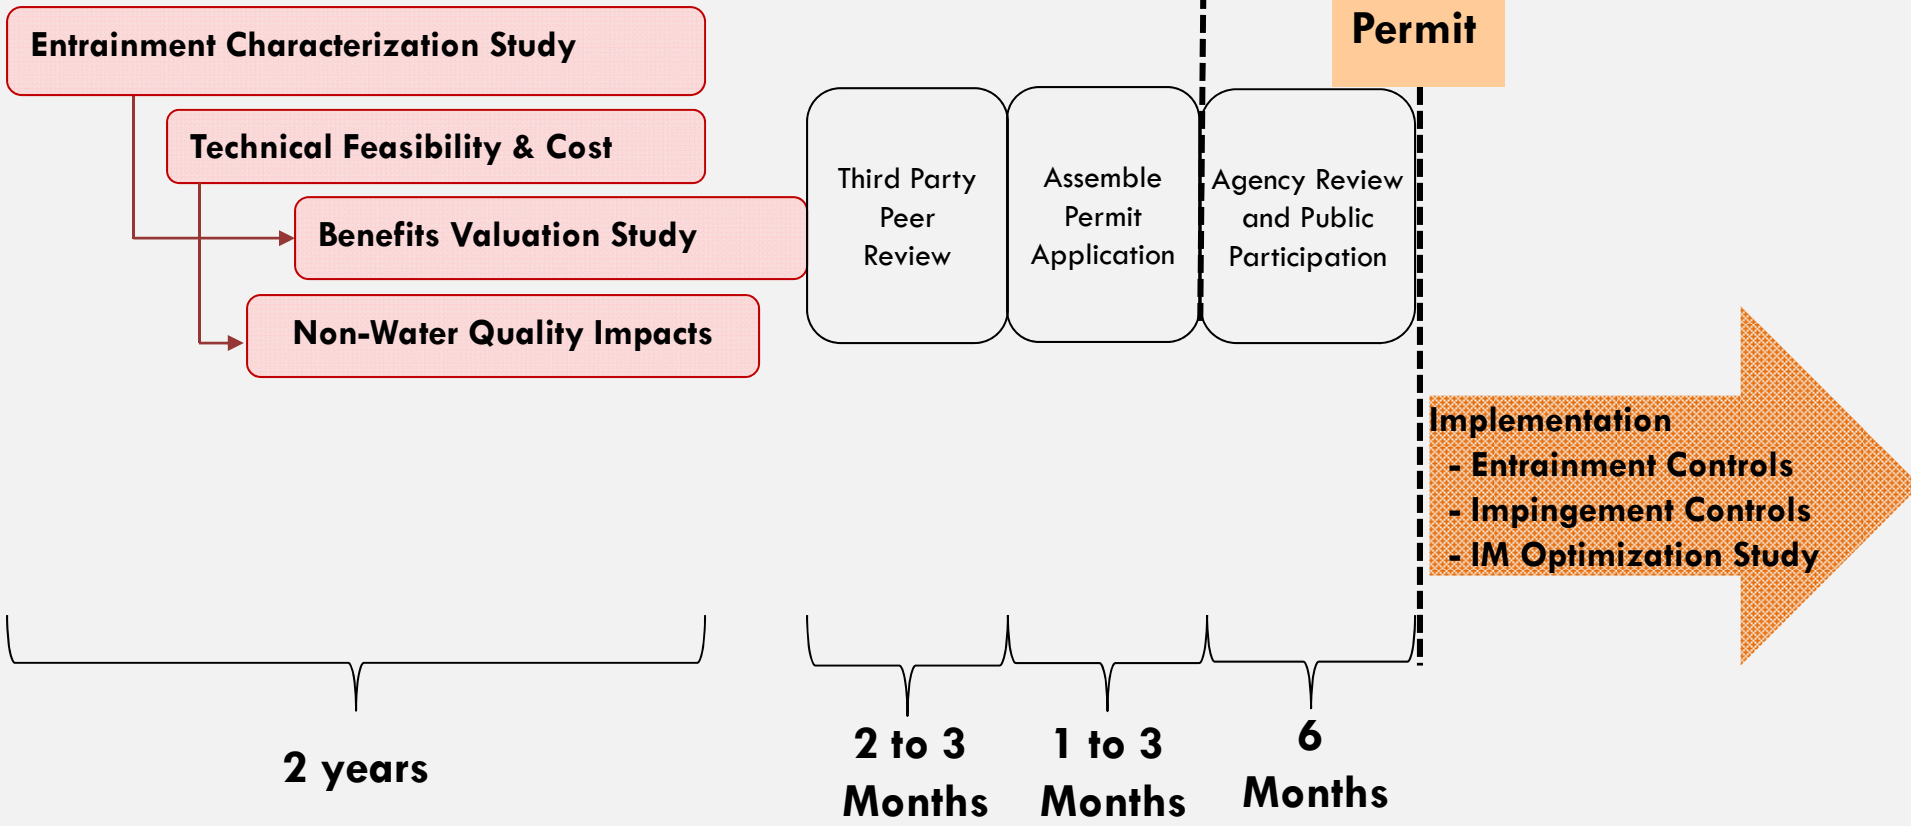 Entrainment Characterization Study
Permit
Technical Feasibility & Cost
Benefits Valuation Study
Non-Water Quality Impacts
Third Party
Peer
Review
Assemble
Permit
Application
Agency Review
and Public
Participation
Implementation
- Entrainment Controls
- Impingement Controls
- IM Optimization Study
2 years
2 to 3
Months
1 to 3
Months
6
Months